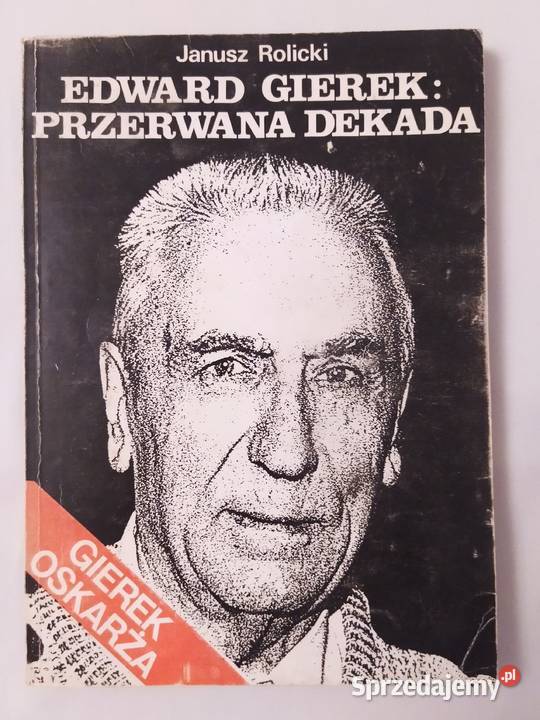 Janusz Rolicki
EDWARD GIEREK:
PRZERWANA DEKADA
GIEREK
OSKARŻA
Sprzedajemy.pl